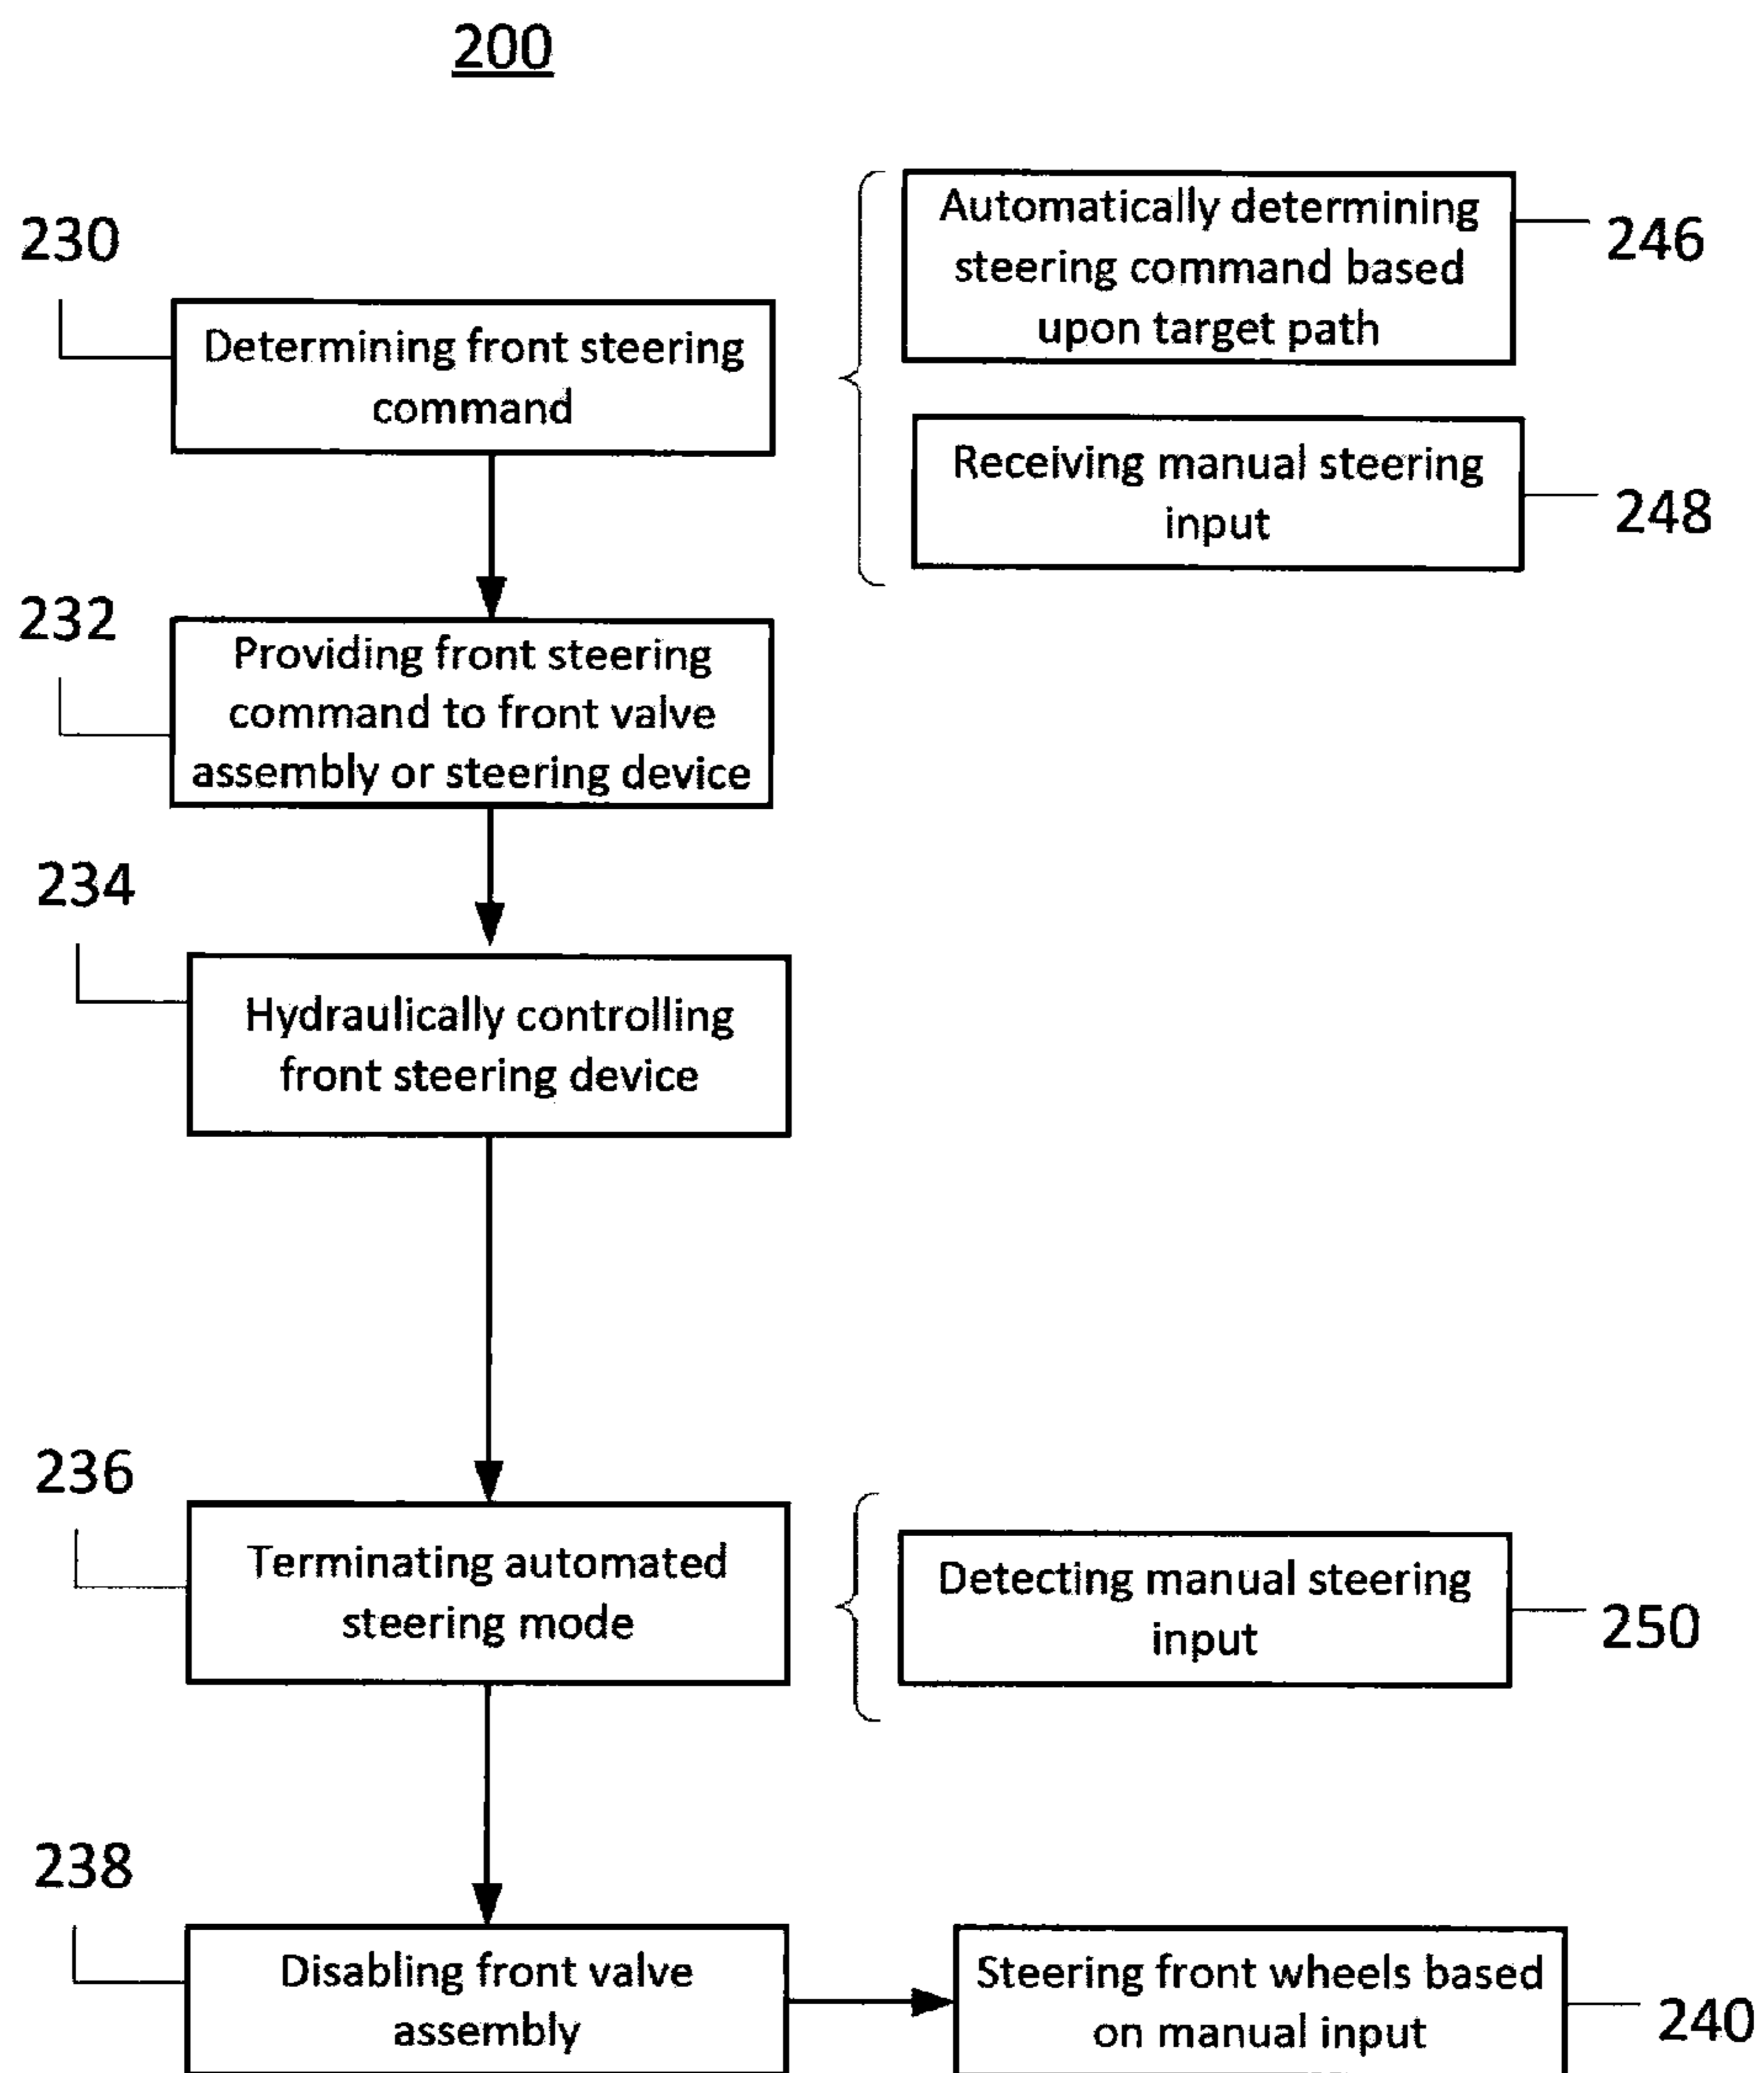 200
230
Determining front steering
command
Automatically determining
steering command based
upon target path
246
Receiving manual steering
input
248
232
Providing front steering
command to front valve
assembly or steering device
234
Hydraulically controlling
front steering device
236
Terminating automated
steering mode
Detecting manual steering
input
250
238
Disabling front valve
assembly
Steering front wheels based
on manual input
240